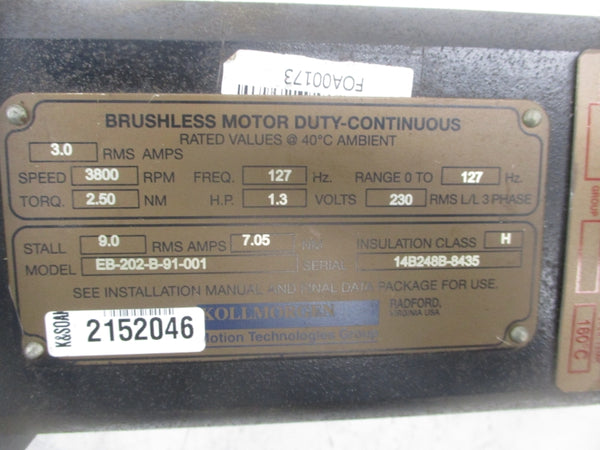 FOA00173
BRUSHLESS MOTOR DUTY-CONTINUOUS
RATED VALUES @ 40°C AMBIENT
3.0 RMS AMPS
SPEED 3800 RPM FREQ. 127 Hz. RANGE 0 TO 127 Hz.
TORQ. 2.50 NM H.P. 1.3 VOLTS 230 RMS L/L 3 PHASE
STALL 9.0 RMS AMPS 7.05 NM INSULATION CLASS H
MODEL EB-202-B-91-001 SERIAL 14B248B-8435
SEE INSTALLATION MANUAL AND FINAL DATA PACKAGE FOR USE.
KOLLMORGEN RADFORD,
VIRGINIA USA
Motion Technologies Group
2152046
GROUP
160°C